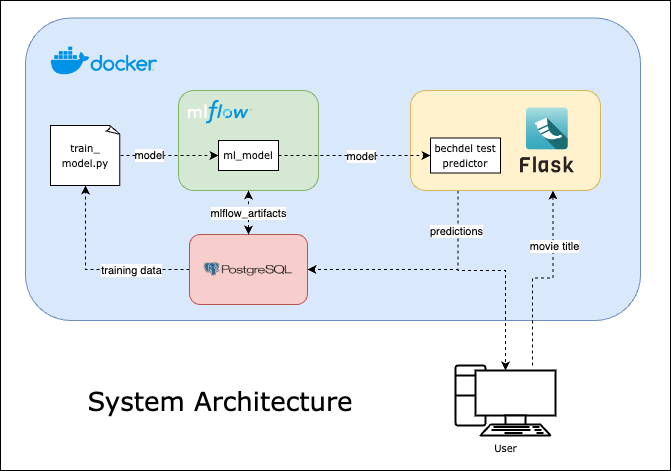 docker
mlflow
train_
model.py
model
ml_model
model
bechdel test
predictor
Flask
mlflow_artifacts
predictions
movie title
training data
PostgreSQL
System Architecture
User